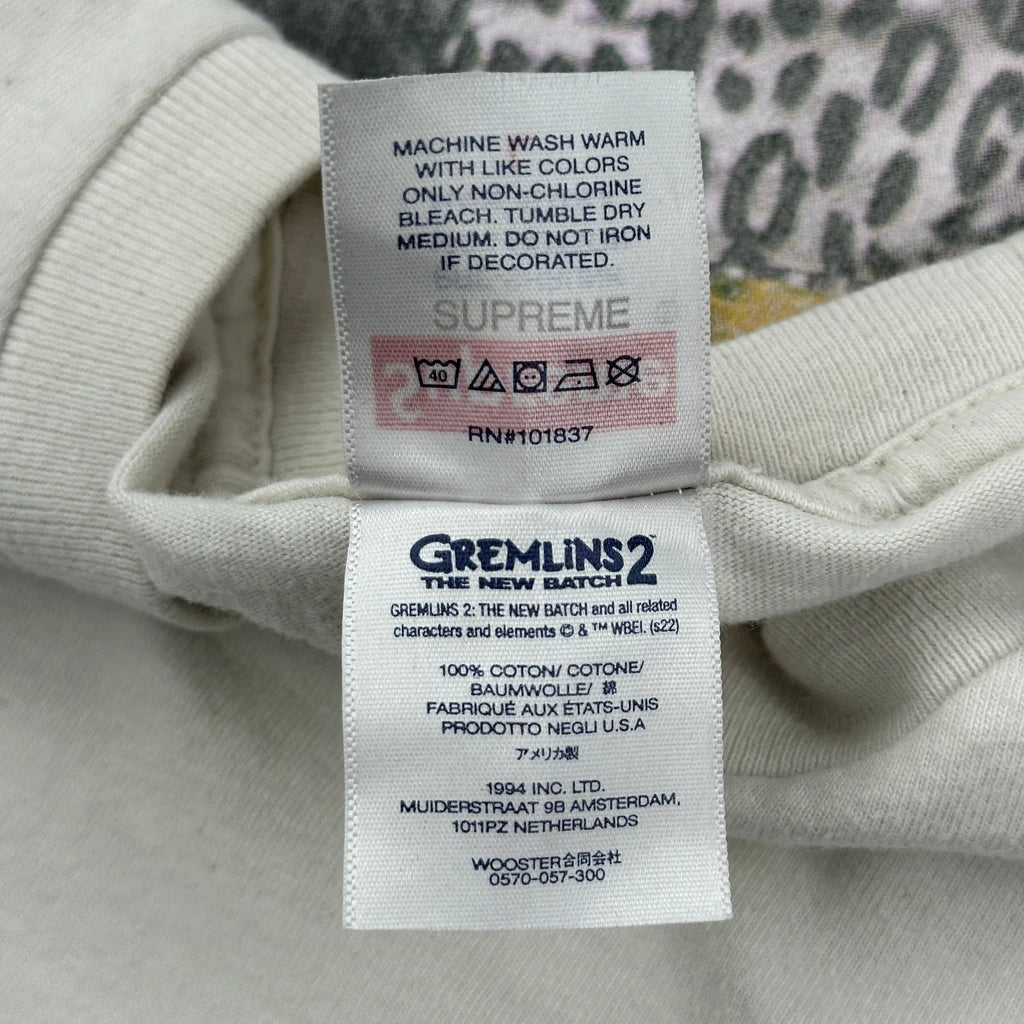 MACHINE WASH WARM
WITH LIKE COLORS
ONLY NON-CHLORINE
BLEACH. TUMBLE DRY
MEDIUM. DO NOT IRON
IF DECORATED.
SUPREME
40
RN#101837
GREMLiNS 2™
THE NEW BATCH
GREMLINS 2: THE NEW BATCH and all related
characters and elements © & ™ WBEI. (s22)
100% COTON/ COTONE/
BAUMWOLLE/ 綿
FABRIQUÉ AUX ÉTATS-UNIS
PRODOTTO NEGLI U.S.A
アメリカ製
1994 INC. LTD.
MUIDERSTRAAT 9B AMSTERDAM,
1011PZ NETHERLANDS
WOOSTER合同会社
0570-057-300